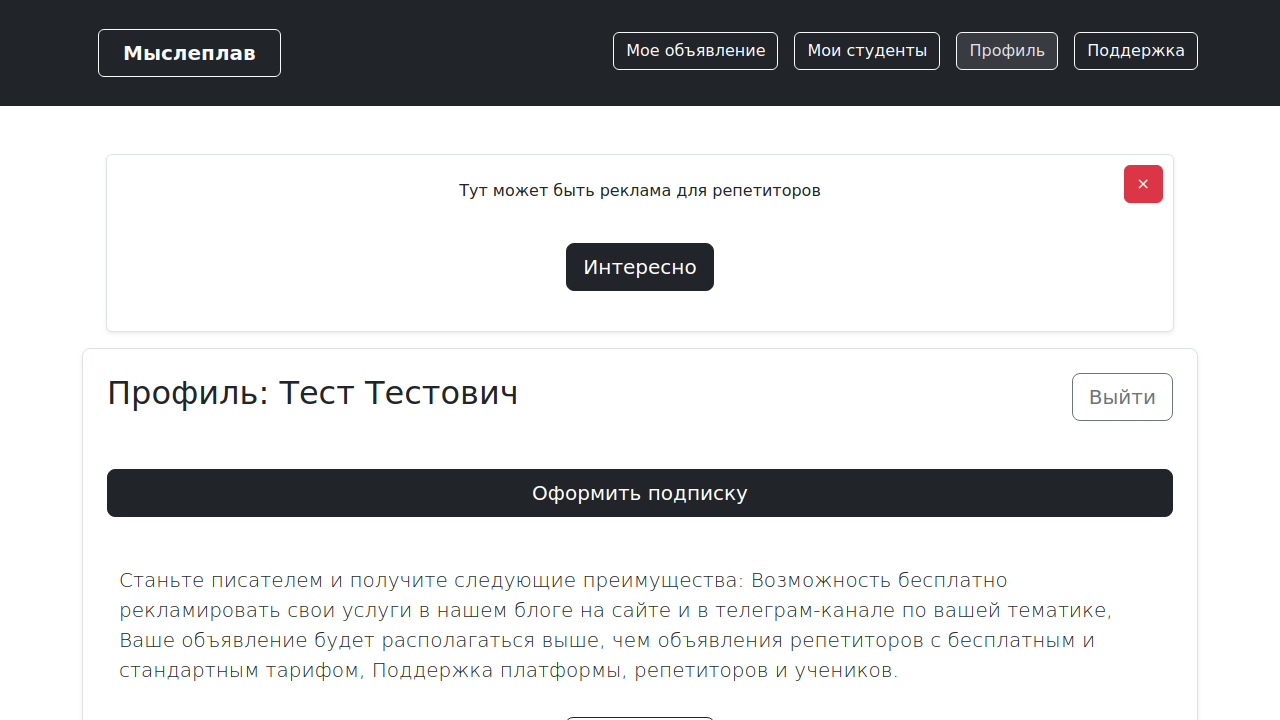 Мыслеплав
Мое объявление
Мои студенты
Профиль
Поддержка
Тут может быть реклама для репетиторов
×
Интересно
Профиль: Тест Тестович
Выйти
Оформить подписку
Станьте писателем и получите следующие преимущества: Возможность бесплатно
рекламировать свои услуги в нашем блоге на сайте и в телеграм-канале по вашей тематике,
Ваше объявление будет располагаться выше, чем объявления репетиторов с бесплатным и
стандартным тарифом, Поддержка платформы, репетиторов и учеников.